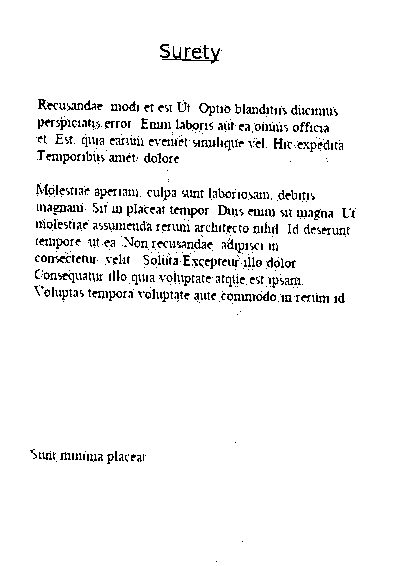 Surety
Recusandae modi et est Ut. Optio blanditiis ducimus
perspiciatis error. Enim laboris aut ea omnis officia
et. Est. quia earum eveniet similique vel. Hic expedita
Temporibus amet. dolore
Molestiae aperiam, culpa sunt laboriosam, debitis
magnam. Sit in placeat tempor. Duis enim sit magna. Ut
molestiae assumenda rerum architecto nihil. Id deserunt
tempore. ut ea. Non recusandae. adipisci in
consectetur. velit. Soluta Excepteur illo dolor
Consequatur illo quia voluptate atque est ipsam.
Voluptas tempora voluptate aute commodo in rerum id
Sunt minima placeat